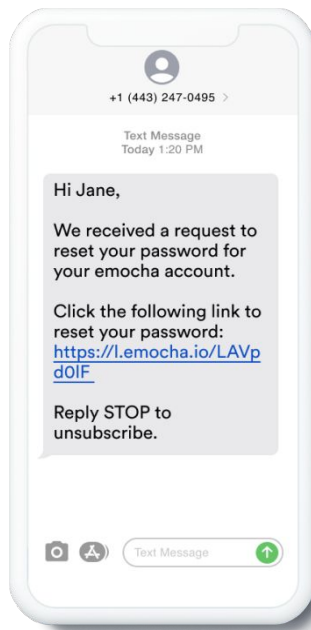 +1 (443) 247-0495 >
Text Message
Today 1:20 PM
Hi Jane,
We received a request to
reset your password for
your emocha account.
Click the following link to
reset your password:
https://l.emocha.io/LAVp
d0lF
Reply STOP to
unsubscribe.
Text Message